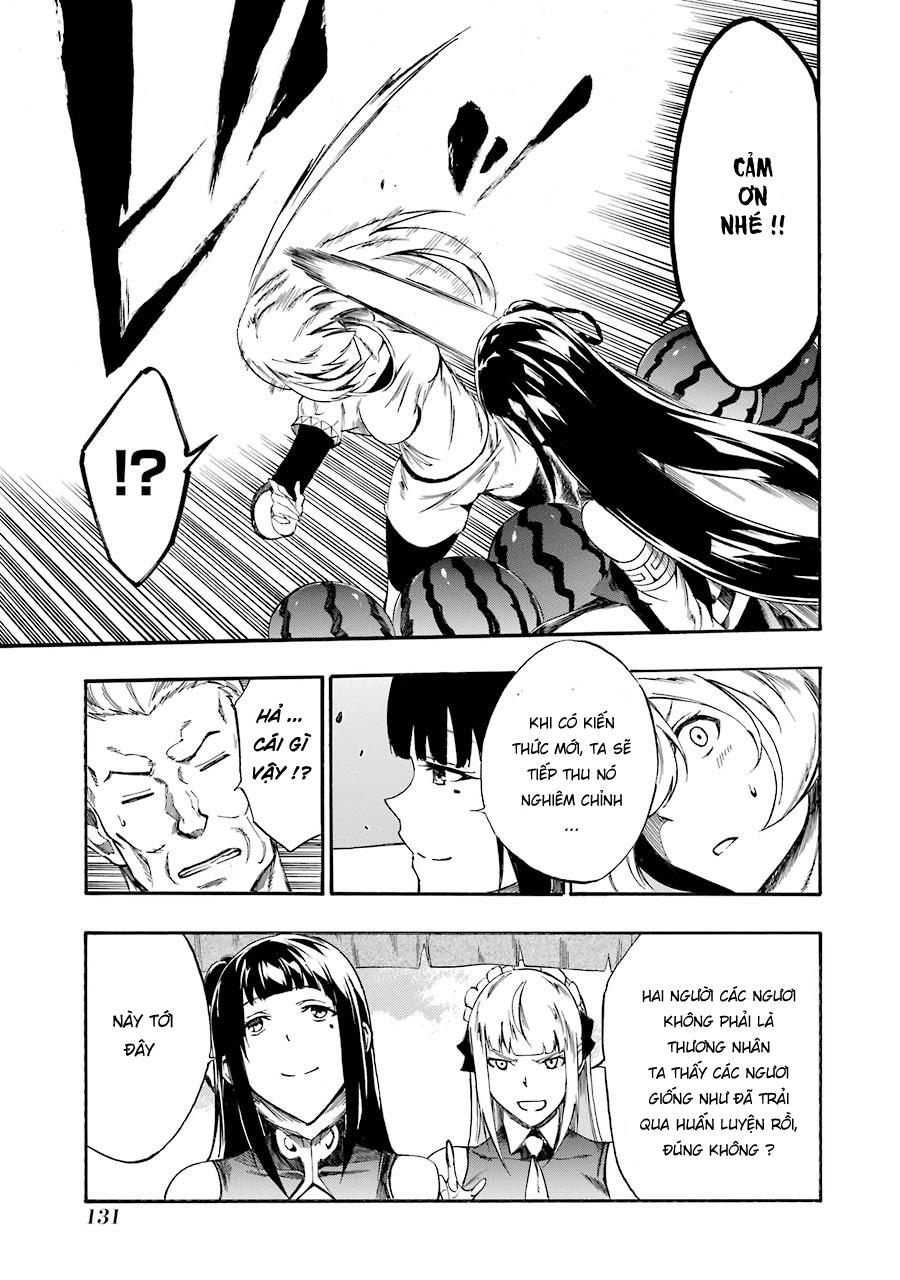 CẢM
ƠN
NHÉ !!
!?
KHI CÓ KIẾN
THỨC MỚI, TA SẼ
TIẾP THU NÓ
NGHIÊM CHỈNH
...
HẢ ...
CÁI GÌ
VẬY !?
HAI NGƯỜI CÁC NGƯƠI
KHÔNG PHẢI LÀ
THƯƠNG NHÂN
TA THẤY CÁC NGƯƠI
GIỐNG NHƯ ĐÃ TRẢI
QUA HUẤN LUYỆN RỒI,
ĐÚNG KHÔNG ?
NÀY TỚI
ĐÂY
131